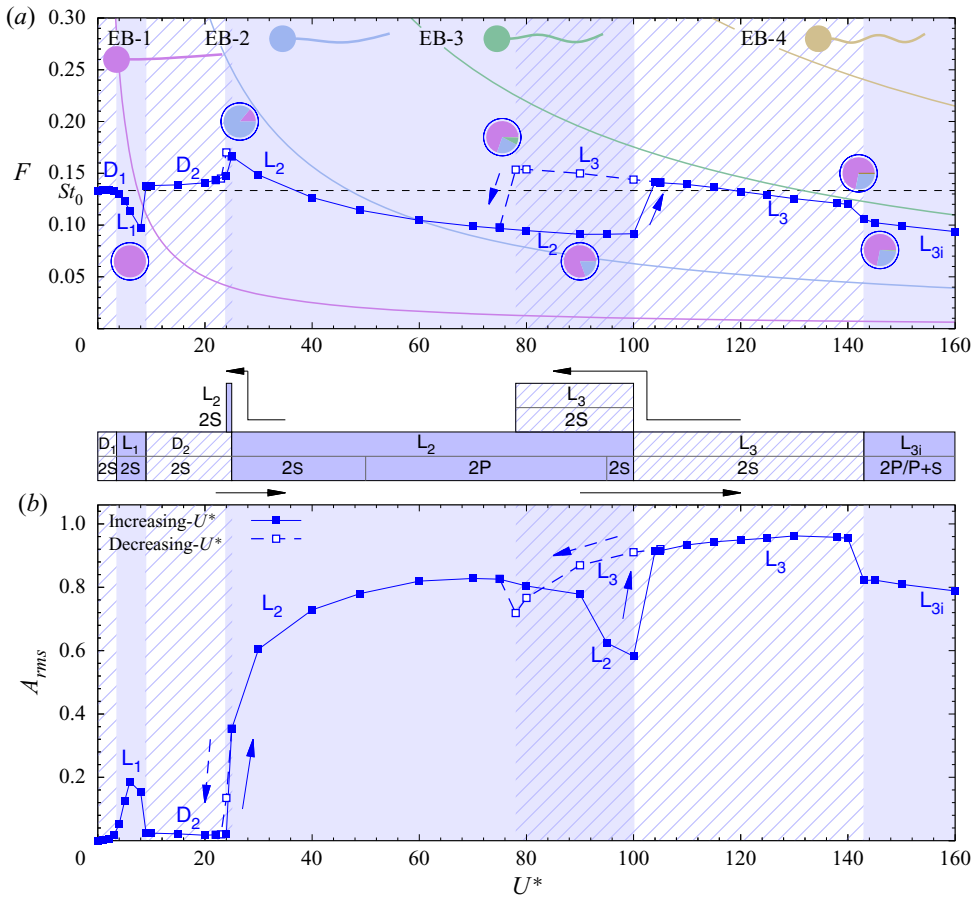 (a)
0.30
EB-1
EB-2
EB-3
EB-4
0.25
0.20
F
0.15
St₀
0.10
0.05
D₁
L₁
D₂
L₂
L₃
L₂
L₃
L₃ᵢ
0 20 40 60 80 100 120 140 160
L₂
2S
L₃
2S
D₁ L₁ D₂ L₂ L₃ L₃ᵢ
2S 2S 2S 2S 2P 2S 2S 2P/P+S
(b)
1.0
Increasing-U*
Decreasing-U*
0.8
0.6
A_rms
0.4
0.2
L₁
D₂
L₂
L₃
L₂
L₃
L₃ᵢ
0 20 40 60 80 100 120 140 160
U*